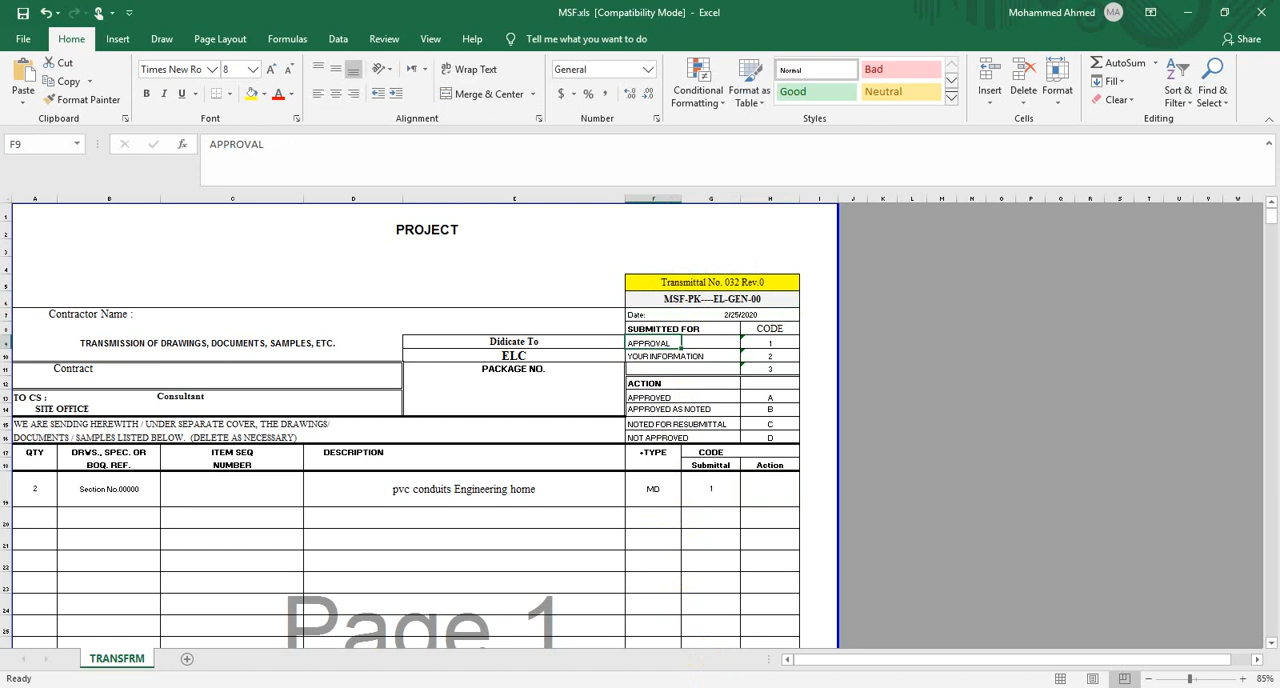 MSF.xls [Compatibility Mode] - Excel
Mohammed Ahmed MA
File Home Insert Draw Page Layout Formulas Data Review View Help Tell me what you want to do Share
Paste
Cut
Copy
Format Painter
Clipboard
Times New Ro 8
B I U
Font
Wrap Text
Merge & Center
Alignment
General
$ % ,
Number
Conditional Formatting
Format as Table
Normal Bad
Good Neutral
Styles
Insert Delete Format
Cells
AutoSum
Fill
Clear
Sort & Filter
Find & Select
Editing
F9 fx APPROVAL
A B C D E F G H I J K L M N O P Q R S T U V W
PROJECT
Transmittal No. 032 Rev.0
MSF-PK----EL-GEN-00
Contractor Name :
Date: 2/25/2020
SUBMITTED FOR CODE
TRANSMISSION OF DRAWINGS, DOCUMENTS, SAMPLES, ETC. Didicate To APPROVAL 1
ELC YOUR INFORMATION 2
Contract PACKAGE NO. 3
ACTION
TO CS : Consultant APPROVED A
SITE OFFICE APPROVED AS NOTED B
WE ARE SENDING HEREWITH / UNDER SEPARATE COVER, THE DRAWINGS/ NOTED FOR RESUBMITTAL C
DOCUMENTS / SAMPLES LISTED BELOW. (DELETE AS NECESSARY) NOT APPROVED D
QTY DRWS., SPEC. OR ITEM SEQ DESCRIPTION +TYPE CODE
BOQ. REF. NUMBER Submittal Action
2 Section No.00000 pvc conduits Engineering home MD 1
Page 1
TRANSFRM
Ready 85%